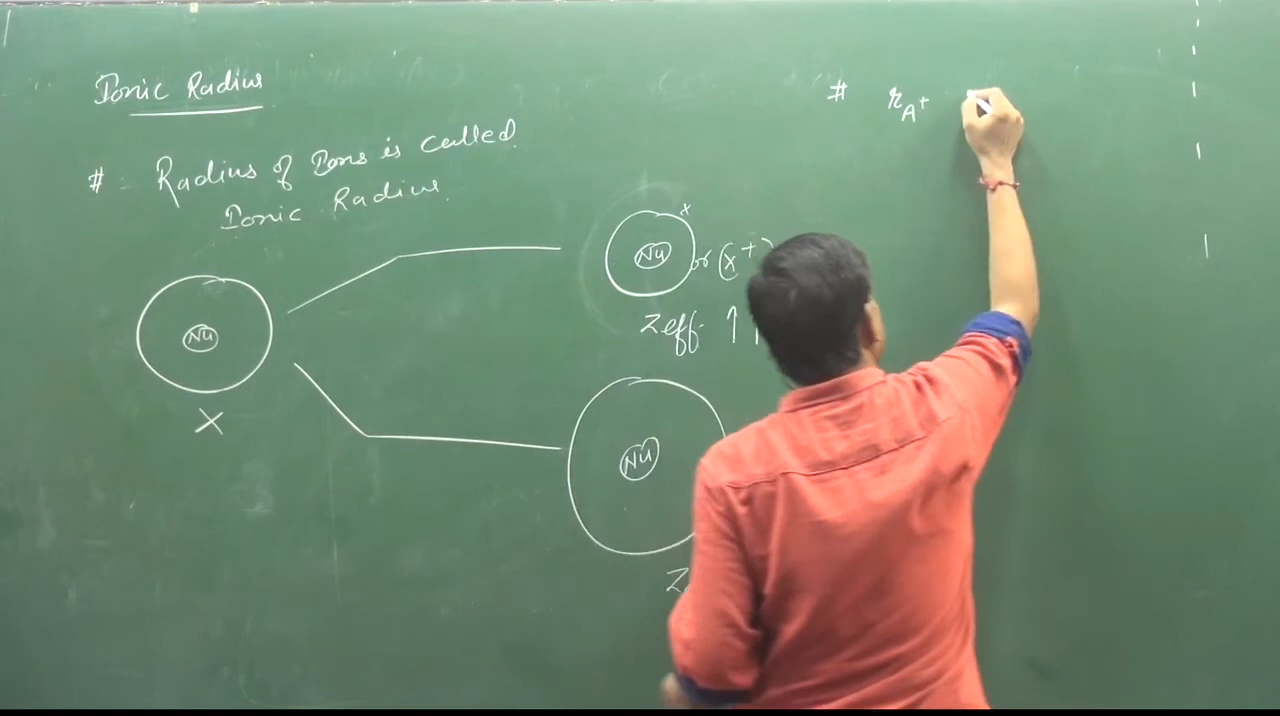 Ionic Radius
# Radius of Ions is called
Ionic Radius.
Nu
X
Nu
x
or (x+)
Zeff ↑
Nu
# rA+